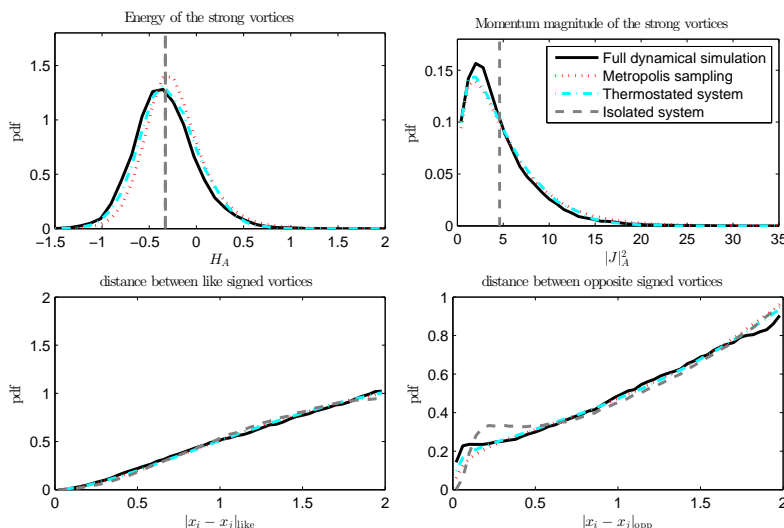 Energy of the strong vortices
pdf
1.5
1
0.5
0
−1.5 −1 −0.5 0 0.5 1 1.5 2
H_A
Momentum magnitude of the strong vortices
pdf
0.15
0.1
0.05
0
0 5 10 15 20 25 30 35
|J|²_A
Full dynamical simulation
Metropolis sampling
Thermostated system
Isolated system
distance between like signed vortices
pdf
2
1.5
1
0.5
0
0 0.5 1 1.5 2
|x_i − x_j|_like
distance between opposite signed vortices
pdf
1
0.8
0.6
0.4
0.2
0
0 0.5 1 1.5 2
|x_i − x_j|_opp